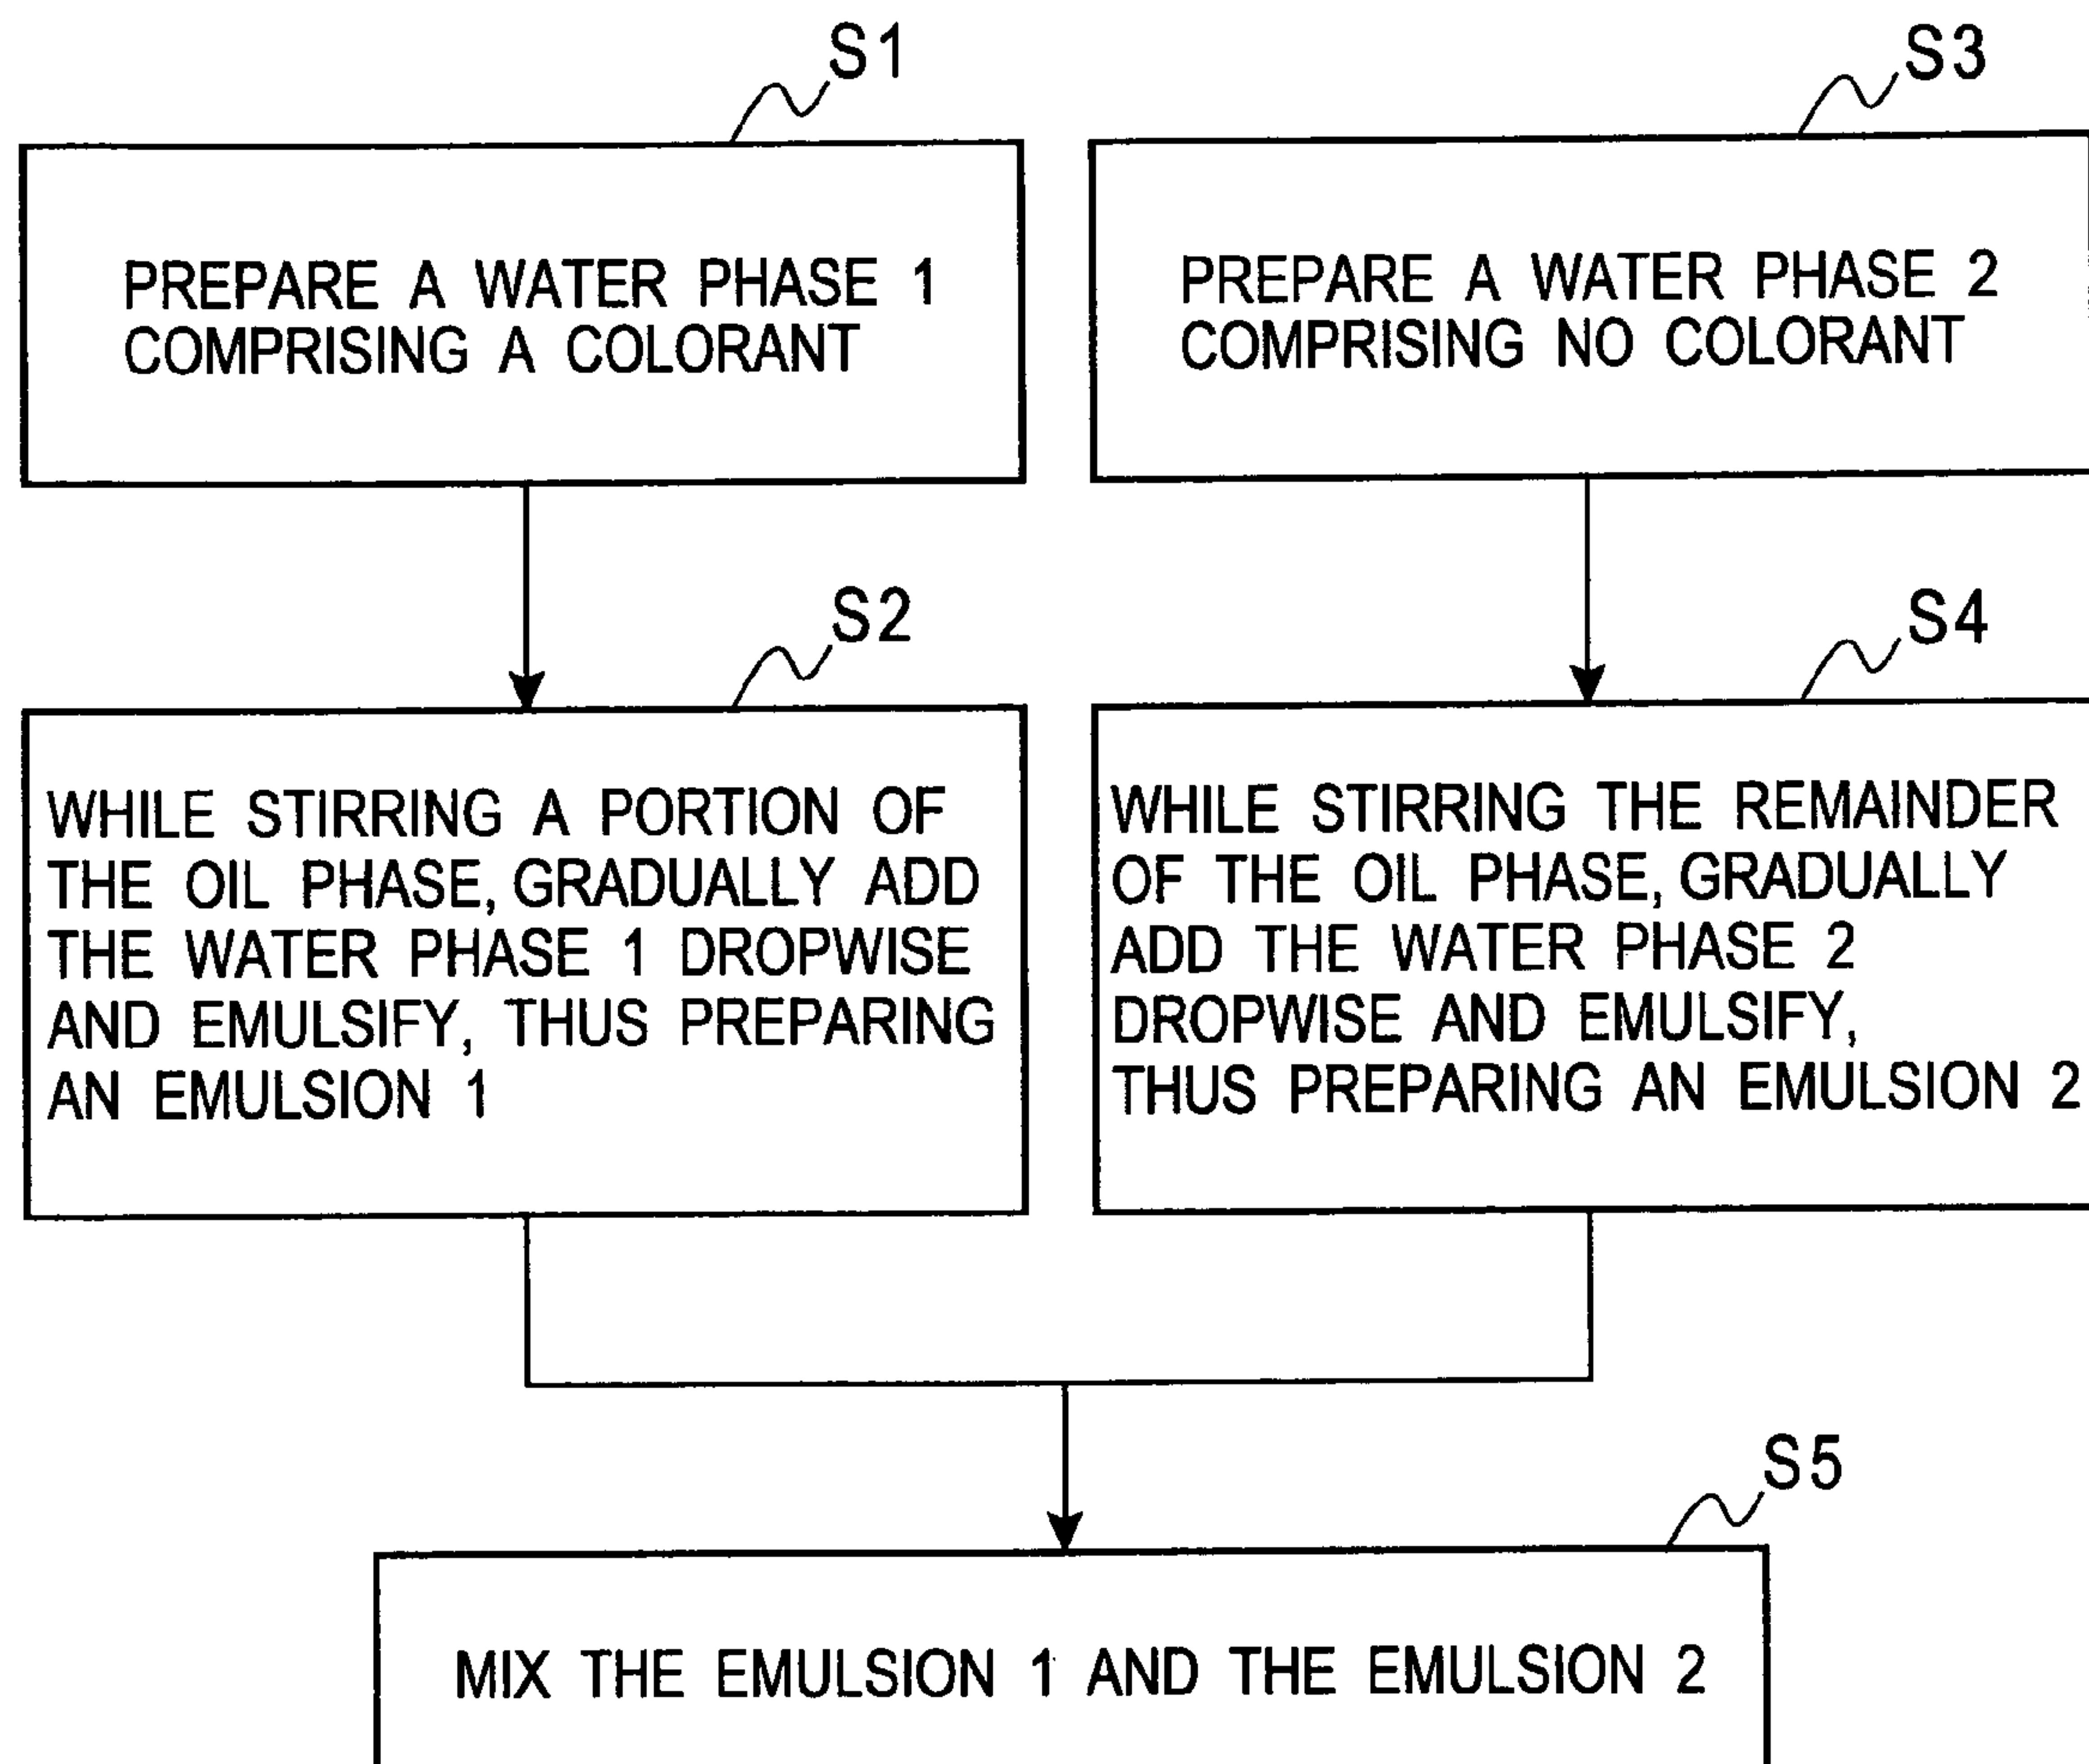 S1
PREPARE A WATER PHASE 1
COMPRISING A COLORANT
S3
PREPARE A WATER PHASE 2
COMPRISING NO COLORANT
S2
WHILE STIRRING A PORTION OF
THE OIL PHASE, GRADUALLY ADD
THE WATER PHASE 1 DROPWISE
AND EMULSIFY, THUS PREPARING
AN EMULSION 1
S4
WHILE STIRRING THE REMAINDER
OF THE OIL PHASE, GRADUALLY
ADD THE WATER PHASE 2
DROPWISE AND EMULSIFY,
THUS PREPARING AN EMULSION 2
S5
MIX THE EMULSION 1 AND THE EMULSION 2